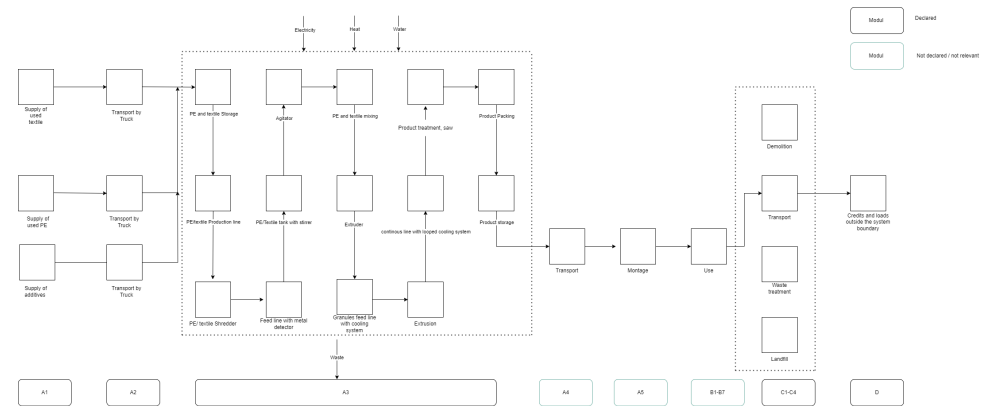 Modul
Declared
Electricity
Heat
Water
Modul
Not declared / not relevant
Supply of
used
textile
Transport by
Truck
PE and textile Storage
Agitator
PE and textile mixing
Product treatment, saw
Product Packing
Demolition
Supply of
used PE
Transport by
Truck
PE/textile Production line
PE/Textile tank with stirrer
Extruder
continous line with looped cooling system
Product storage
Transport
Credits and loads
outside the system
boundary
Transport
Montage
Use
Supply of
additives
Transport by
Truck
Waste
treatment
PE/ textile Shredder
Feed line with metal
detector
Granules feed line
with cooling
system
Extrusion
Landfill
Waste
A1
A2
A3
A4
A5
B1-B7
C1-C4
D